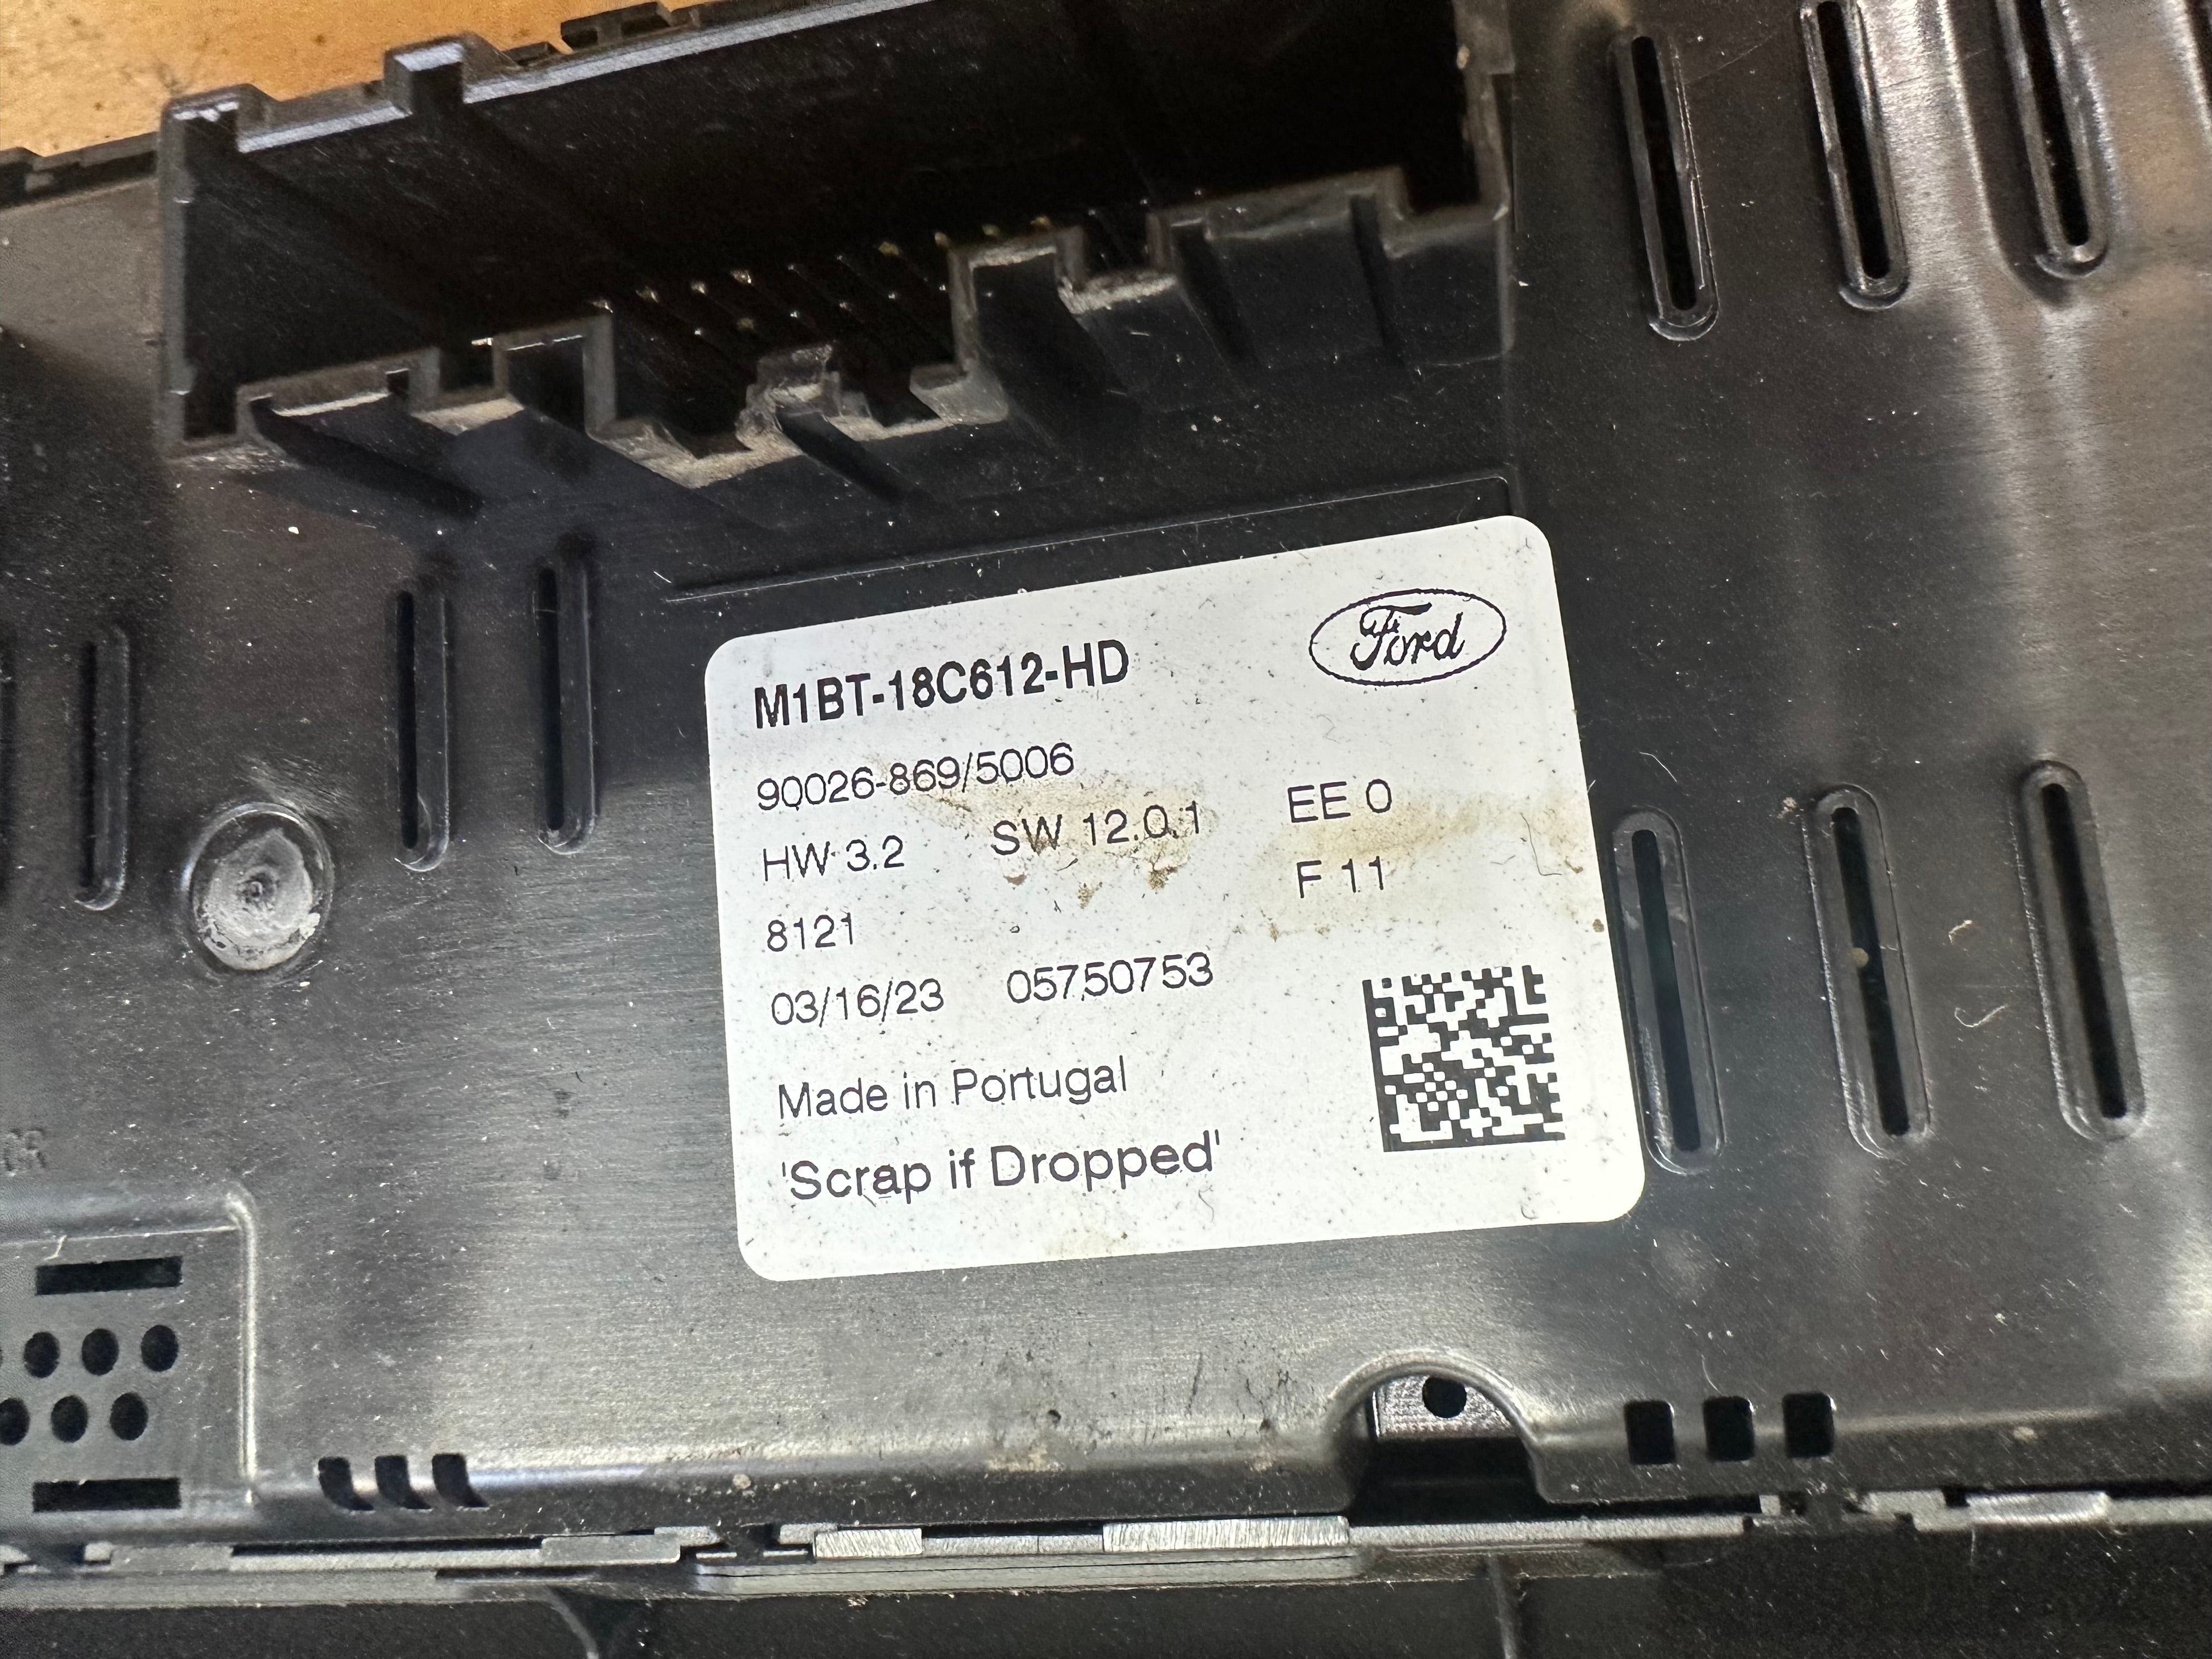 Ford
M1BT-18C612-HD
90026-869/5006
HW 3.2 SW 12.0.1 EE 0
8121 F 11
03/16/23 05750753
Made in Portugal
'Scrap if Dropped'